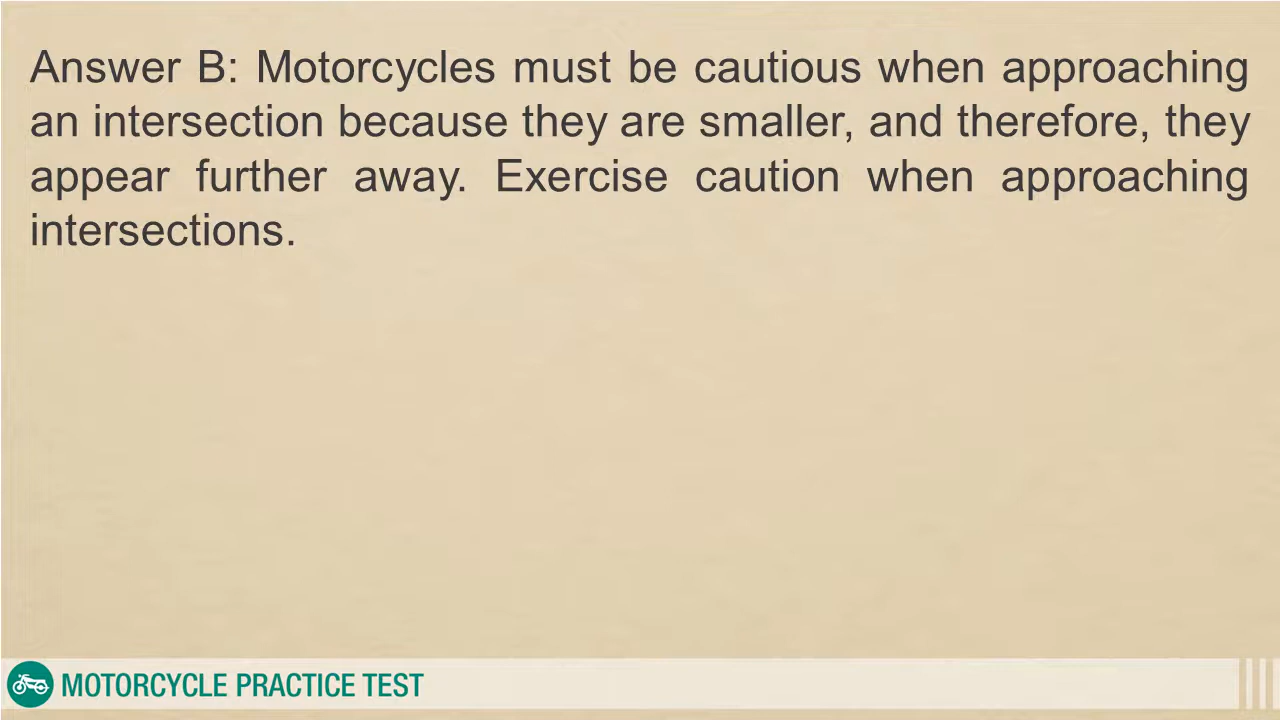 Answer B: Motorcycles must be cautious when approaching
an intersection because they are smaller, and therefore, they
appear further away. Exercise caution when approaching
intersections.
MOTORCYCLE PRACTICE TEST